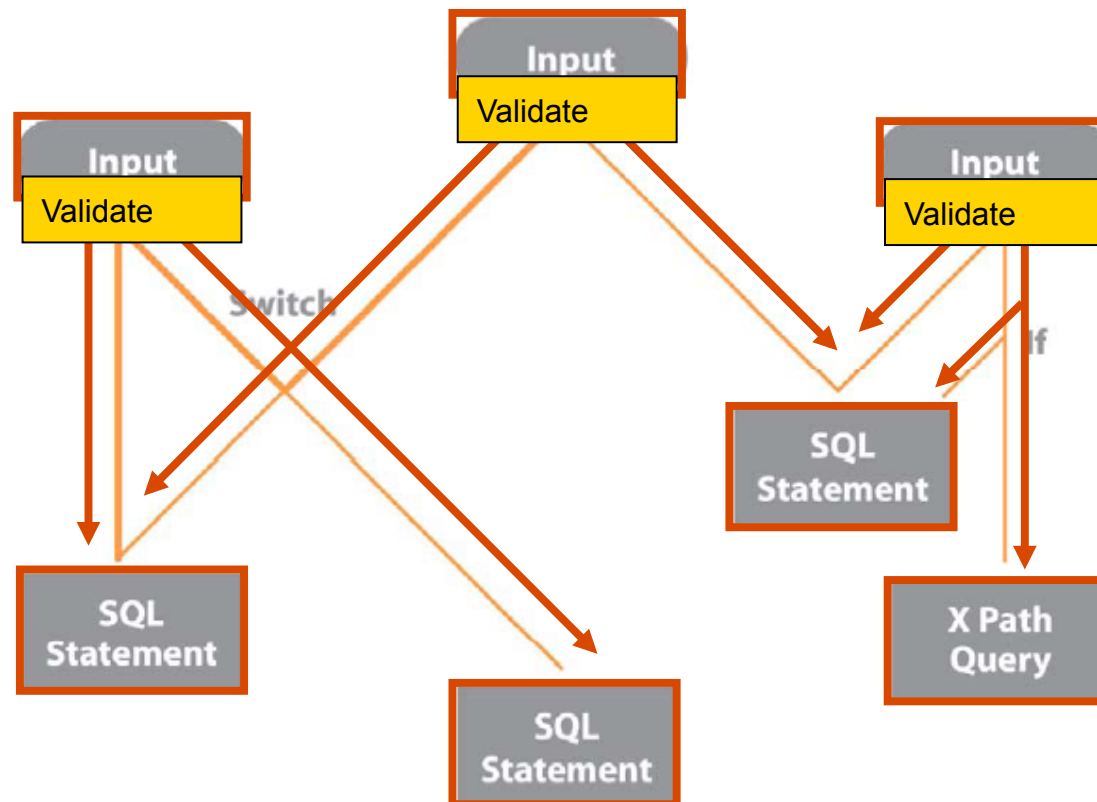 Input
Validate
Input
Validate
Input
Validate
Switch
If
SQL
Statement
SQL
Statement
X Path
Query
SQL
Statement